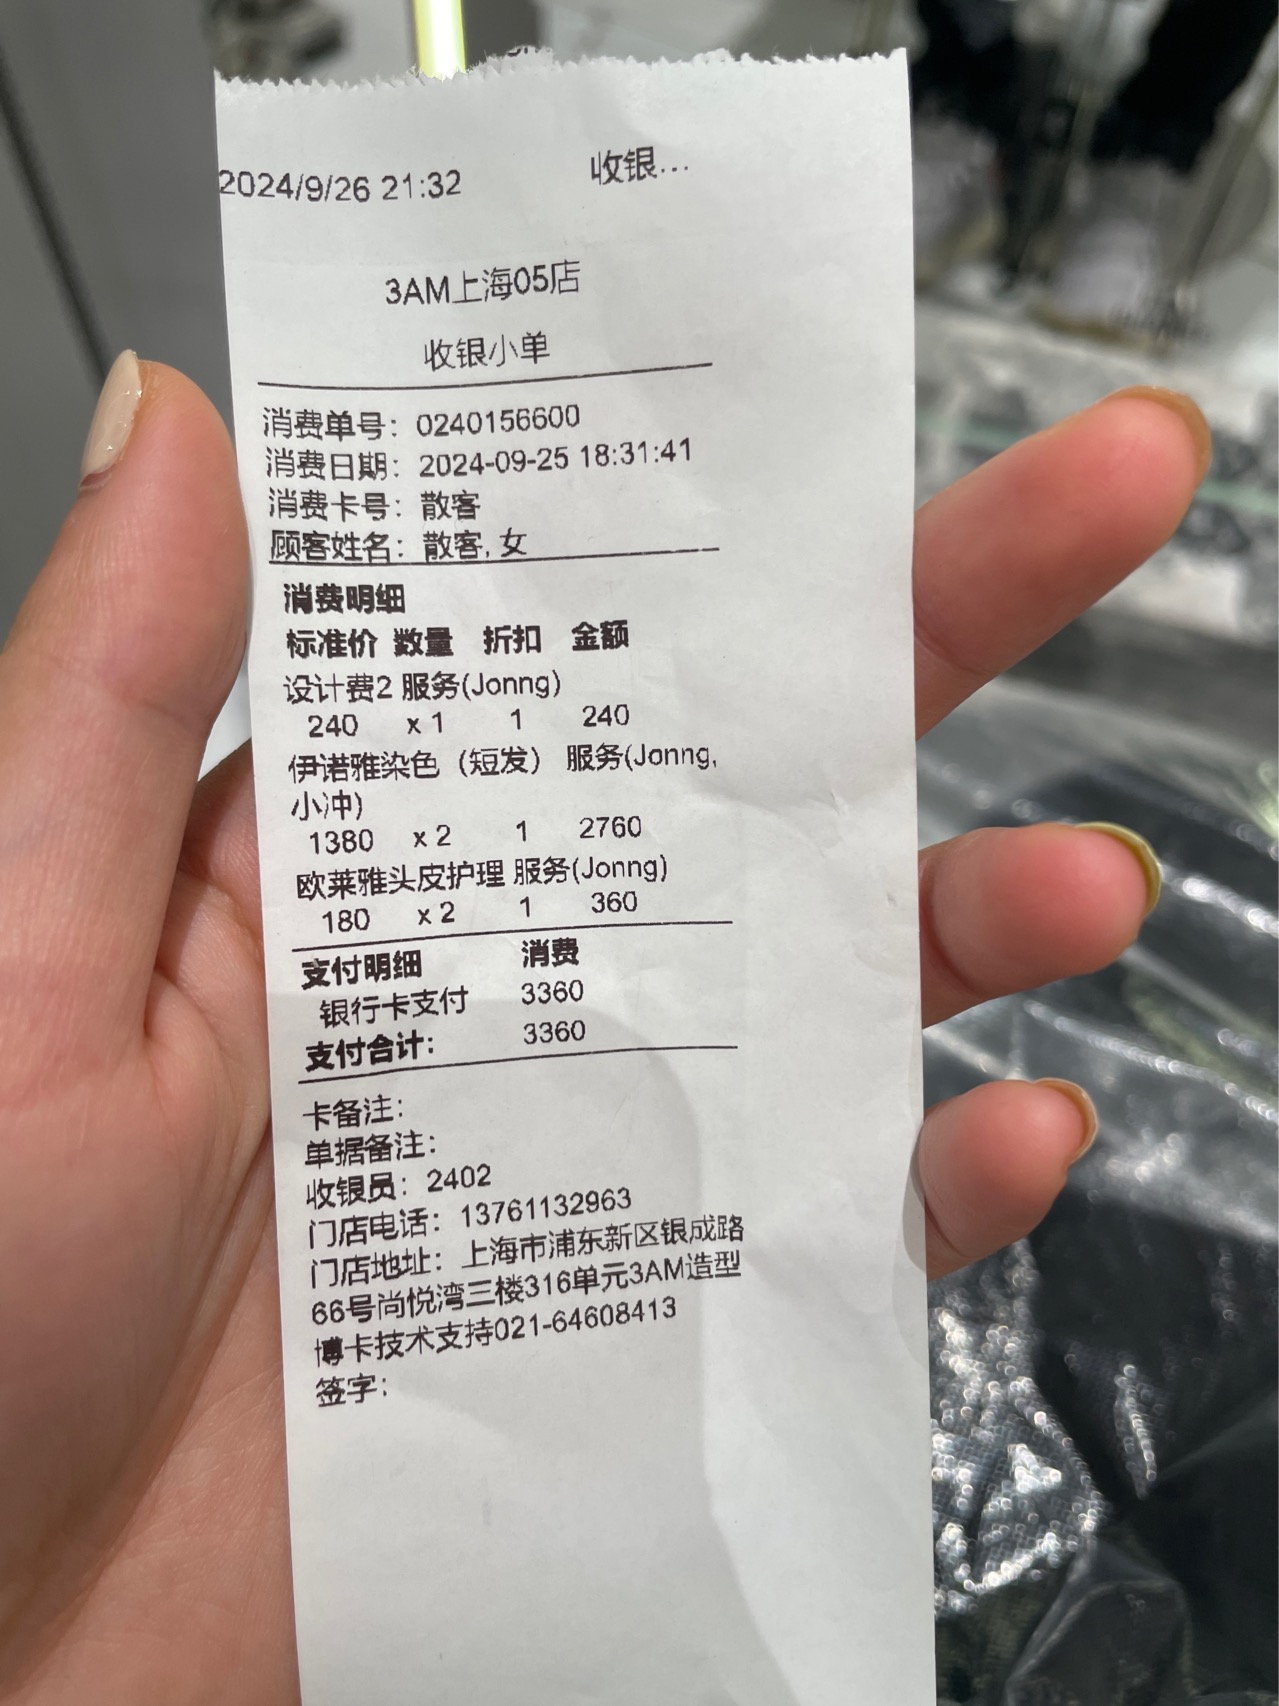 2024/9/26 21:32 收银...
3AM上海05店
收银小单
消费单号：0240156600
消费日期：2024-09-25 18:31:41
消费卡号：散客
顾客姓名：散客,女
消费明细
标准价 数量 折扣 金额
设计费2 服务(Jonng)
240 x 1 1 240
伊诺雅染色（短发） 服务(Jonng,
小冲)
1380 x 2 1 2760
欧莱雅头皮护理 服务(Jonng)
180 x 2 1 360
支付明细 消费
银行卡支付 3360
支付合计: 3360
卡备注:
单据备注:
收银员：2402
门店电话：13761132963
门店地址：上海市浦东新区银成路
66号尚悦湾三楼316单元3AM造型
博卡技术支持021-64608413
签字: